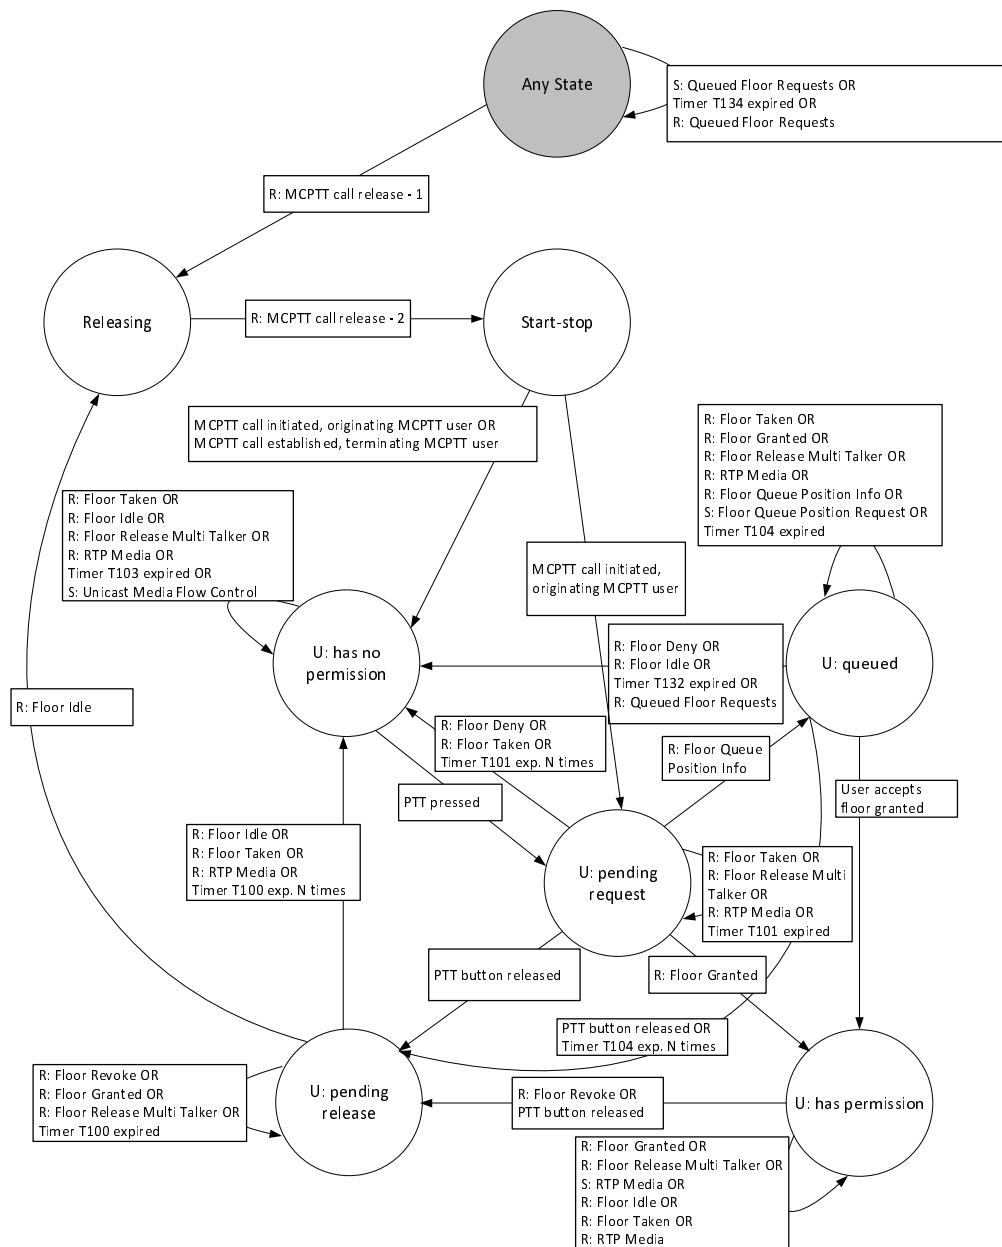 Any State
S: Queued Floor Requests OR
Timer T134 expired OR
R: Queued Floor Requests
R: MCPTT call release - 1
Releasing
R: MCPTT call release - 2
Start-stop
MCPTT call initiated, originating MCPTT user OR
MCPTT call established, terminating MCPTT user
R: Floor Taken OR
R: Floor Granted OR
R: Floor Release Multi Talker OR
R: RTP Media OR
R: Floor Queue Position Info OR
S: Floor Queue Position Request OR
Timer T104 expired
R: Floor Taken OR
R: Floor Idle OR
R: Floor Release Multi Talker OR
R: RTP Media OR
Timer T103 expired OR
S: Unicast Media Flow Control
MCPTT call initiated,
originating MCPTT user
U: has no
permission
R: Floor Deny OR
R: Floor Idle OR
Timer T132 expired OR
R: Queued Floor Requests
U: queued
R: Floor Idle
R: Floor Deny OR
R: Floor Taken OR
Timer T101 exp. N times
R: Floor Queue
Position Info
PTT pressed
User accepts
floor granted
R: Floor Idle OR
R: Floor Taken OR
R: RTP Media OR
Timer T100 exp. N times
U: pending
request
R: Floor Taken OR
R: Floor Release Multi
Talker OR
R: RTP Media OR
Timer T101 expired
PTT button released
R: Floor Granted
PTT button released OR
Timer T104 exp. N times
R: Floor Revoke OR
R: Floor Granted OR
R: Floor Release Multi Talker OR
Timer T100 expired
U: pending
release
R: Floor Revoke OR
PTT button released
U: has permission
R: Floor Granted OR
R: Floor Release Multi Talker OR
S: RTP Media OR
R: Floor Idle OR
R: Floor Taken OR
R: RTP Media